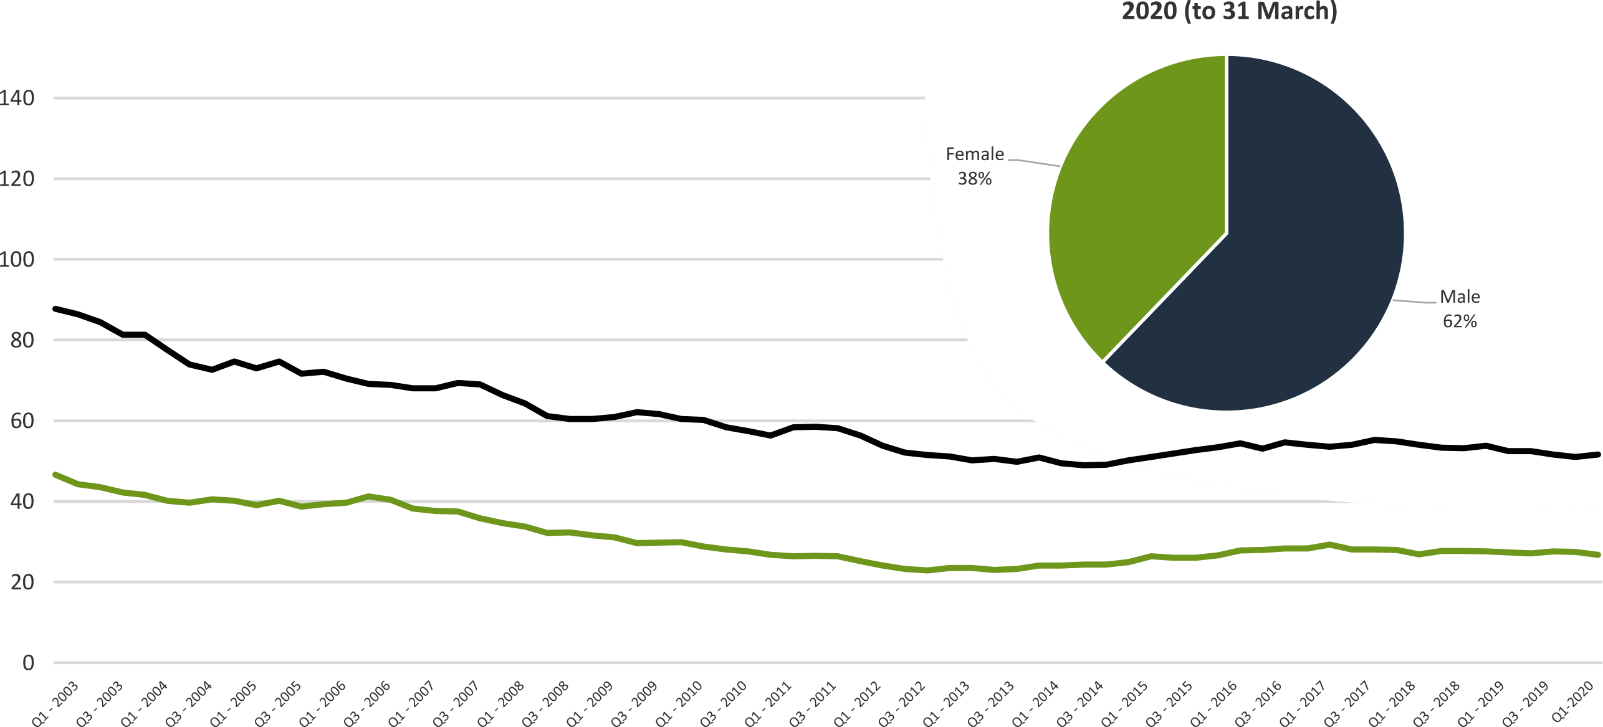 2020 (to 31 March)
140
120
100
80
60
40
20
0
Female
38%
Male
62%
Q1 - 2003
Q3 - 2003
Q1 - 2004
Q3 - 2004
Q1 - 2005
Q3 - 2005
Q1 - 2006
Q3 - 2006
Q1 - 2007
Q3 - 2007
Q1 - 2008
Q3 - 2008
Q1 - 2009
Q3 - 2009
Q1 - 2010
Q3 - 2010
Q1 - 2011
Q3 - 2011
Q1 - 2012
Q3 - 2012
Q1 - 2013
Q3 - 2013
Q1 - 2014
Q3 - 2014
Q1 - 2015
Q3 - 2015
Q1 - 2016
Q3 - 2016
Q1 - 2017
Q3 - 2017
Q1 - 2018
Q3 - 2018
Q1 - 2019
Q3 - 2019
Q1-2020